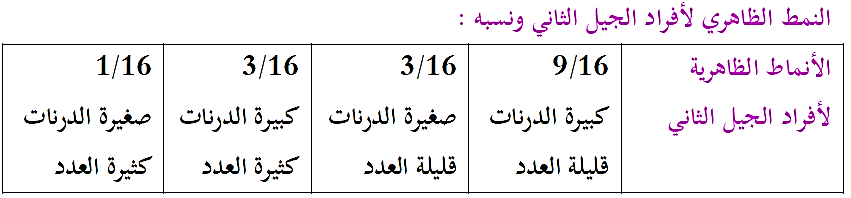 النمط الظاهري لأفراد الجيل الثاني ونسبه :
الأنماط الظاهرية 9/16 3/16 3/16 1/16
لأفراد الجيل الثاني كبيرة الدرنات صغيرة الدرنات كبيرة الدرنات صغيرة الدرنات
قليلة العدد قليلة العدد كثيرة العدد كثيرة العدد